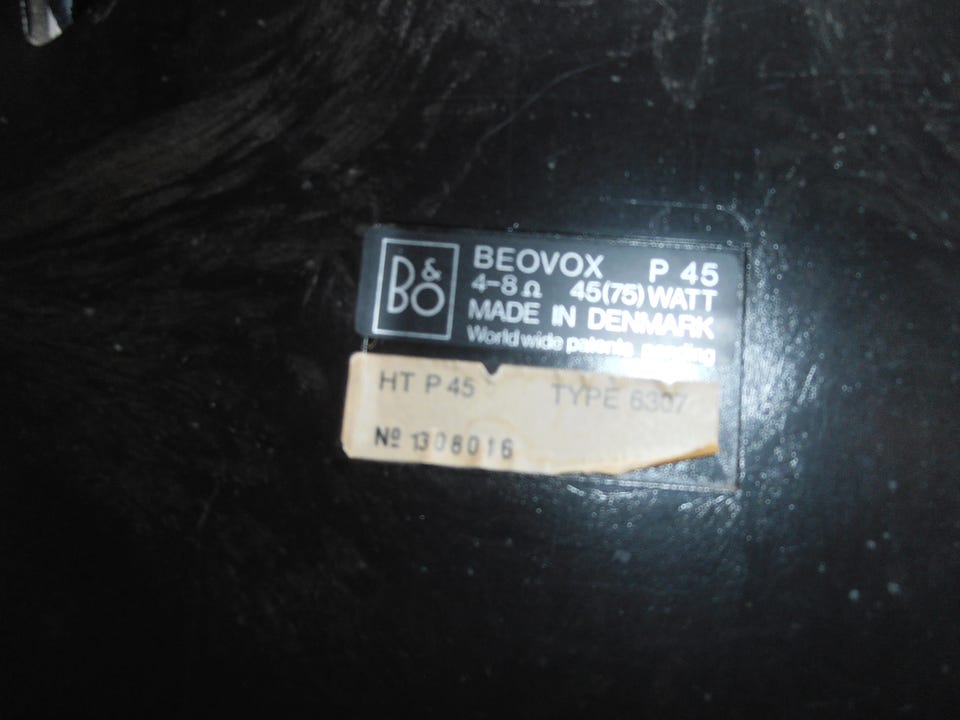 B&O
BEOVOX P 45
4-8 Ω 45(75) WATT
MADE IN DENMARK
World wide patents pending
HT P 45 TYPE 6307
Nº 1308016